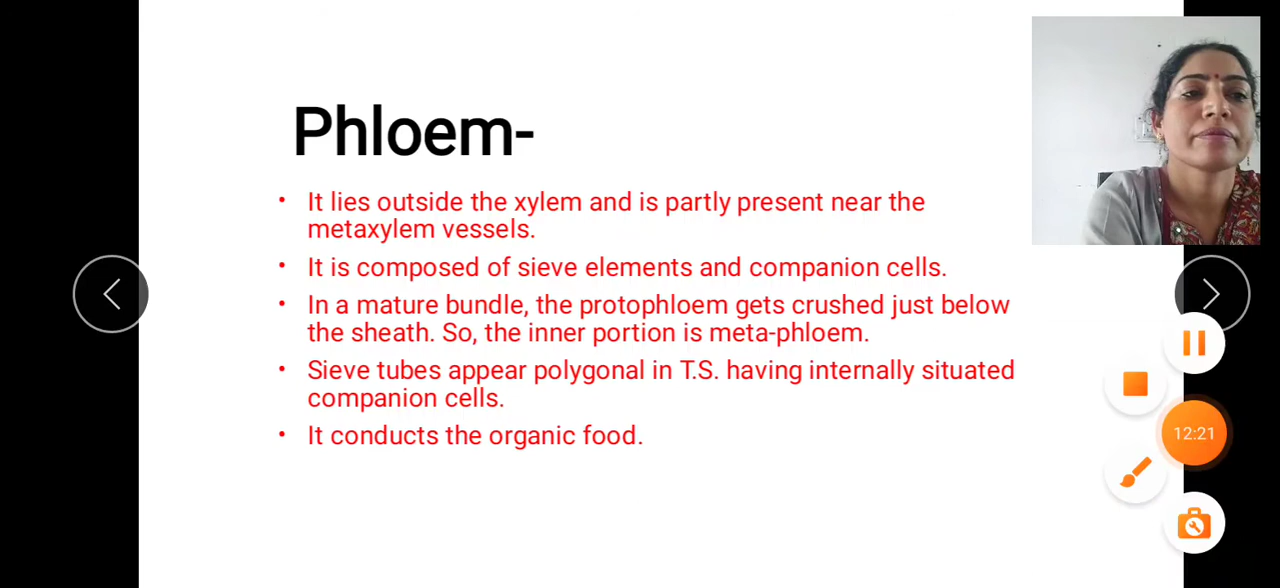 Phloem-
• It lies outside the xylem and is partly present near the
metaxylem vessels.
• It is composed of sieve elements and companion cells.
• In a mature bundle, the protophloem gets crushed just below
the sheath. So, the inner portion is meta-phloem.
• Sieve tubes appear polygonal in T.S. having internally situated
companion cells.
• It conducts the organic food.
12:21